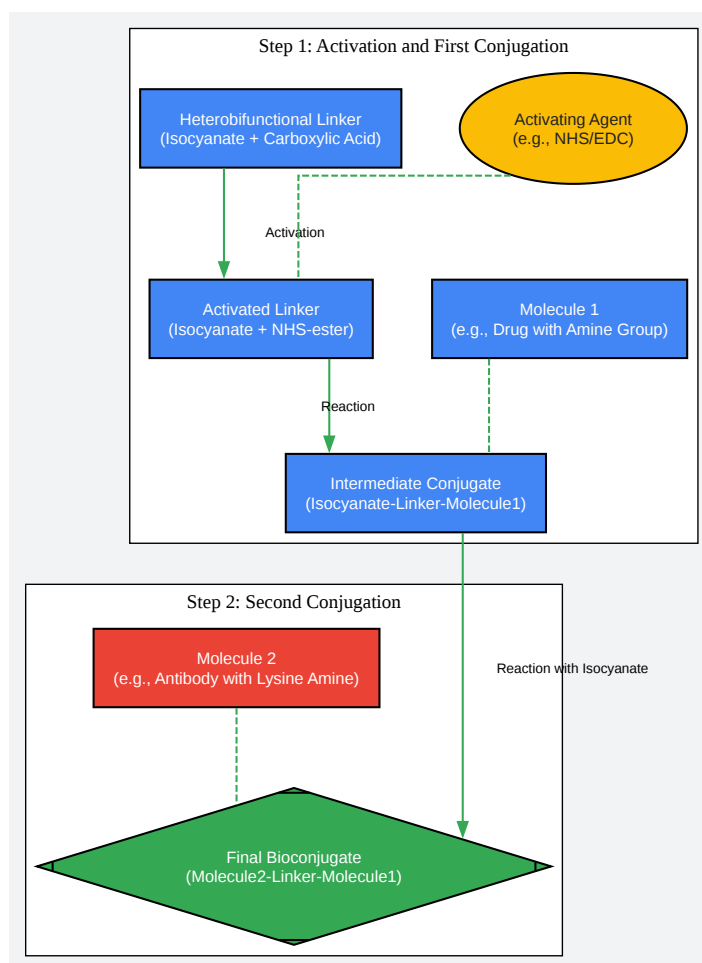 Step 1: Activation and First Conjugation
Heterobifunctional Linker
(Isocyanate + Carboxylic Acid)
Activating Agent
(e.g., NHS/EDC)
Activation
Activated Linker
(Isocyanate + NHS-ester)
Molecule 1
(e.g., Drug with Amine Group)
Reaction
Intermediate Conjugate
(Isocyanate-Linker-Molecule1)
Step 2: Second Conjugation
Molecule 2
(e.g., Antibody with Lysine Amine)
Reaction with Isocyanate
Final Bioconjugate
(Molecule2-Linker-Molecule1)